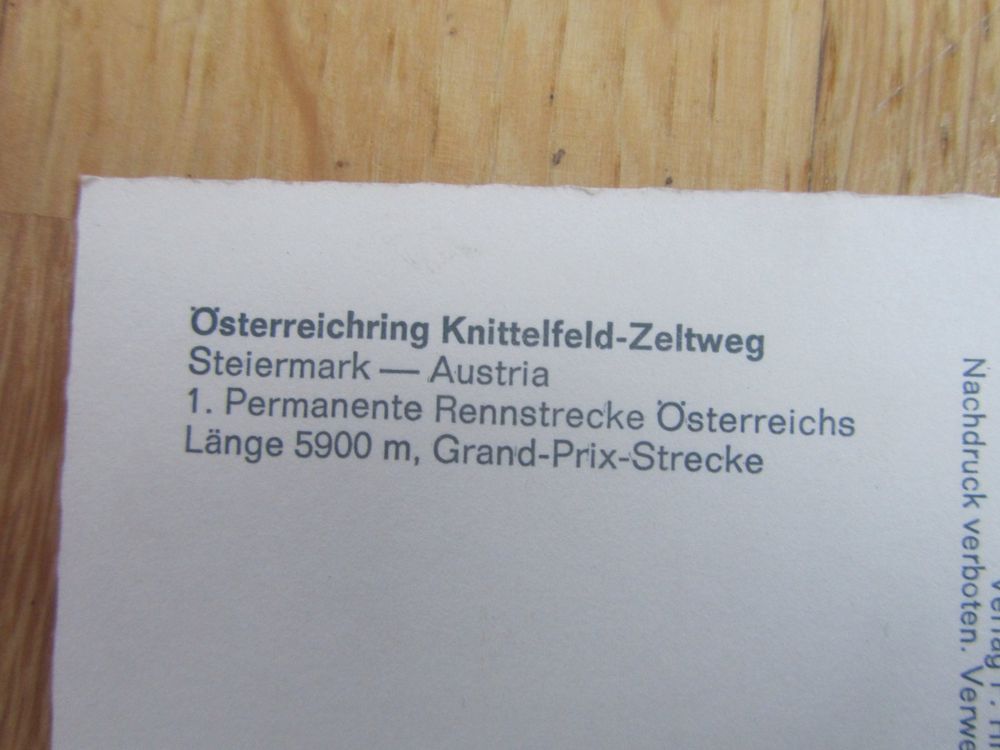 Österreichring Knittelfeld-Zeltweg
Steiermark — Austria
1. Permanente Rennstrecke Österreichs
Länge 5900 m, Grand-Prix-Strecke
Nachdruck verboten.